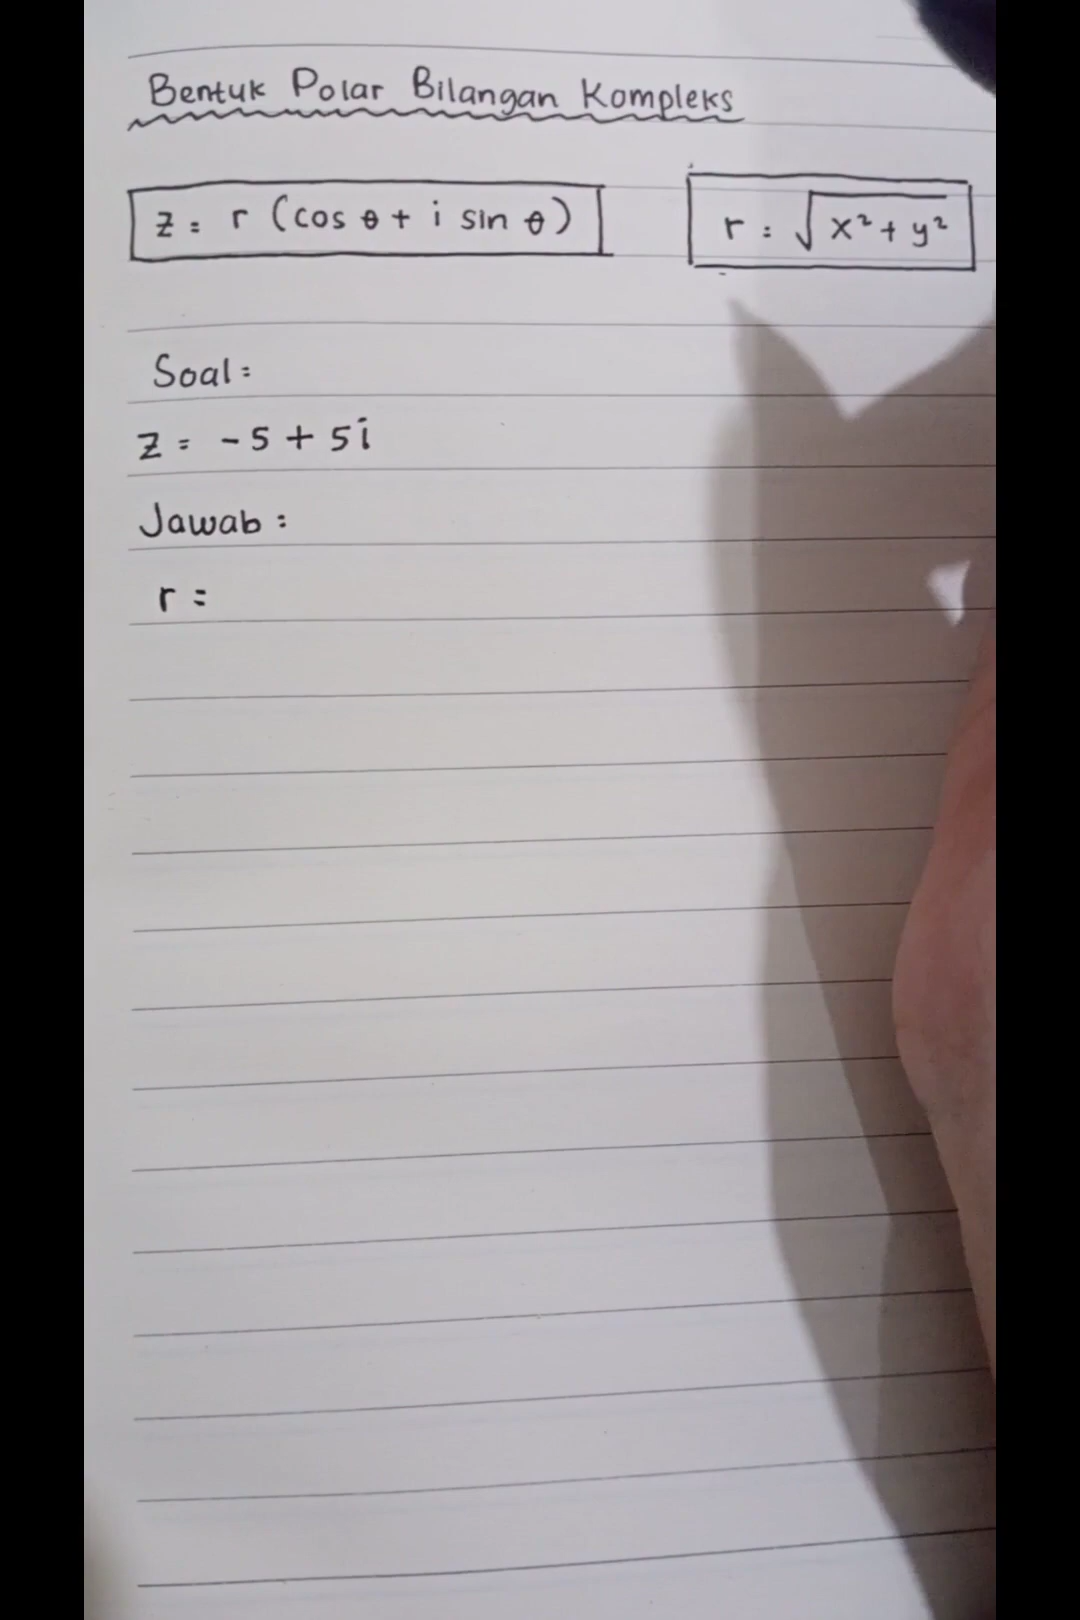 Bentuk Polar Bilangan Kompleks
z = r (cos θ + i sin θ)
r = √x² + y²
Soal =
z = -5 + 5i
Jawab :
r =